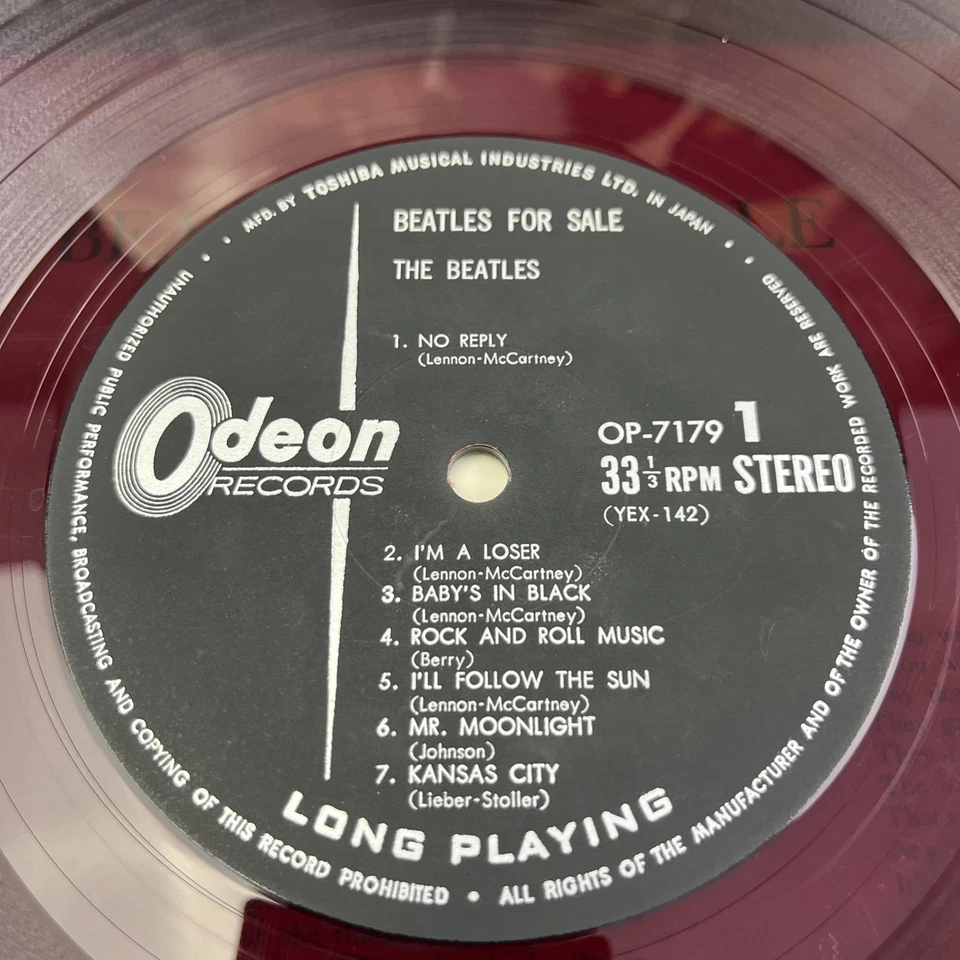 MFD. BY TOSHIBA MUSICAL INDUSTRIES LTD. IN JAPAN
BEATLES FOR SALE
THE BEATLES
1. NO REPLY
(Lennon-McCartney)
Odeon
RECORDS
OP-7179 1
33 1/3 RPM STEREO
(YEX-142)
2. I'M A LOSER
(Lennon-McCartney)
3. BABY'S IN BLACK
(Lennon-McCartney)
4. ROCK AND ROLL MUSIC
(Berry)
5. I'LL FOLLOW THE SUN
(Lennon-McCartney)
6. MR. MOONLIGHT
(Johnson)
7. KANSAS CITY
(Lieber-Stoller)
LONG PLAYING
UNAUTHORIZED PUBLIC PERFORMANCE, BROADCASTING AND COPYING OF THIS RECORD PROHIBITED • ALL RIGHTS OF THE MANUFACTURER AND OF THE OWNER OF THE RECORDED WORK ARE RESERVED